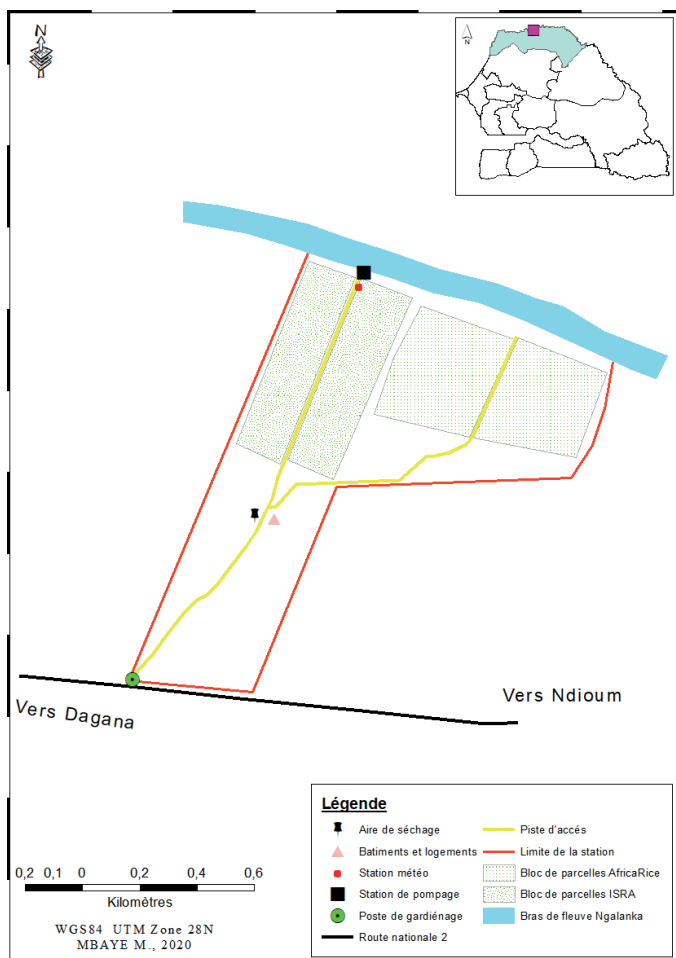 N
N
Vers Ndioum
Vers Dagana
Légende
Aire de séchage
Batiments et logements
Station météo
Station de pompage
Poste de gardiénage
Route nationale 2
Piste d'accés
Limite de la station
Bloc de parcelles AfricaRice
Bloc de parcelles ISRA
Bras de fleuve Ngalanka
0,2 0,1 0 0,2 0,4 0,6
Kilomètres
WGS84 UTM Zone 28N
MBAYE M., 2020